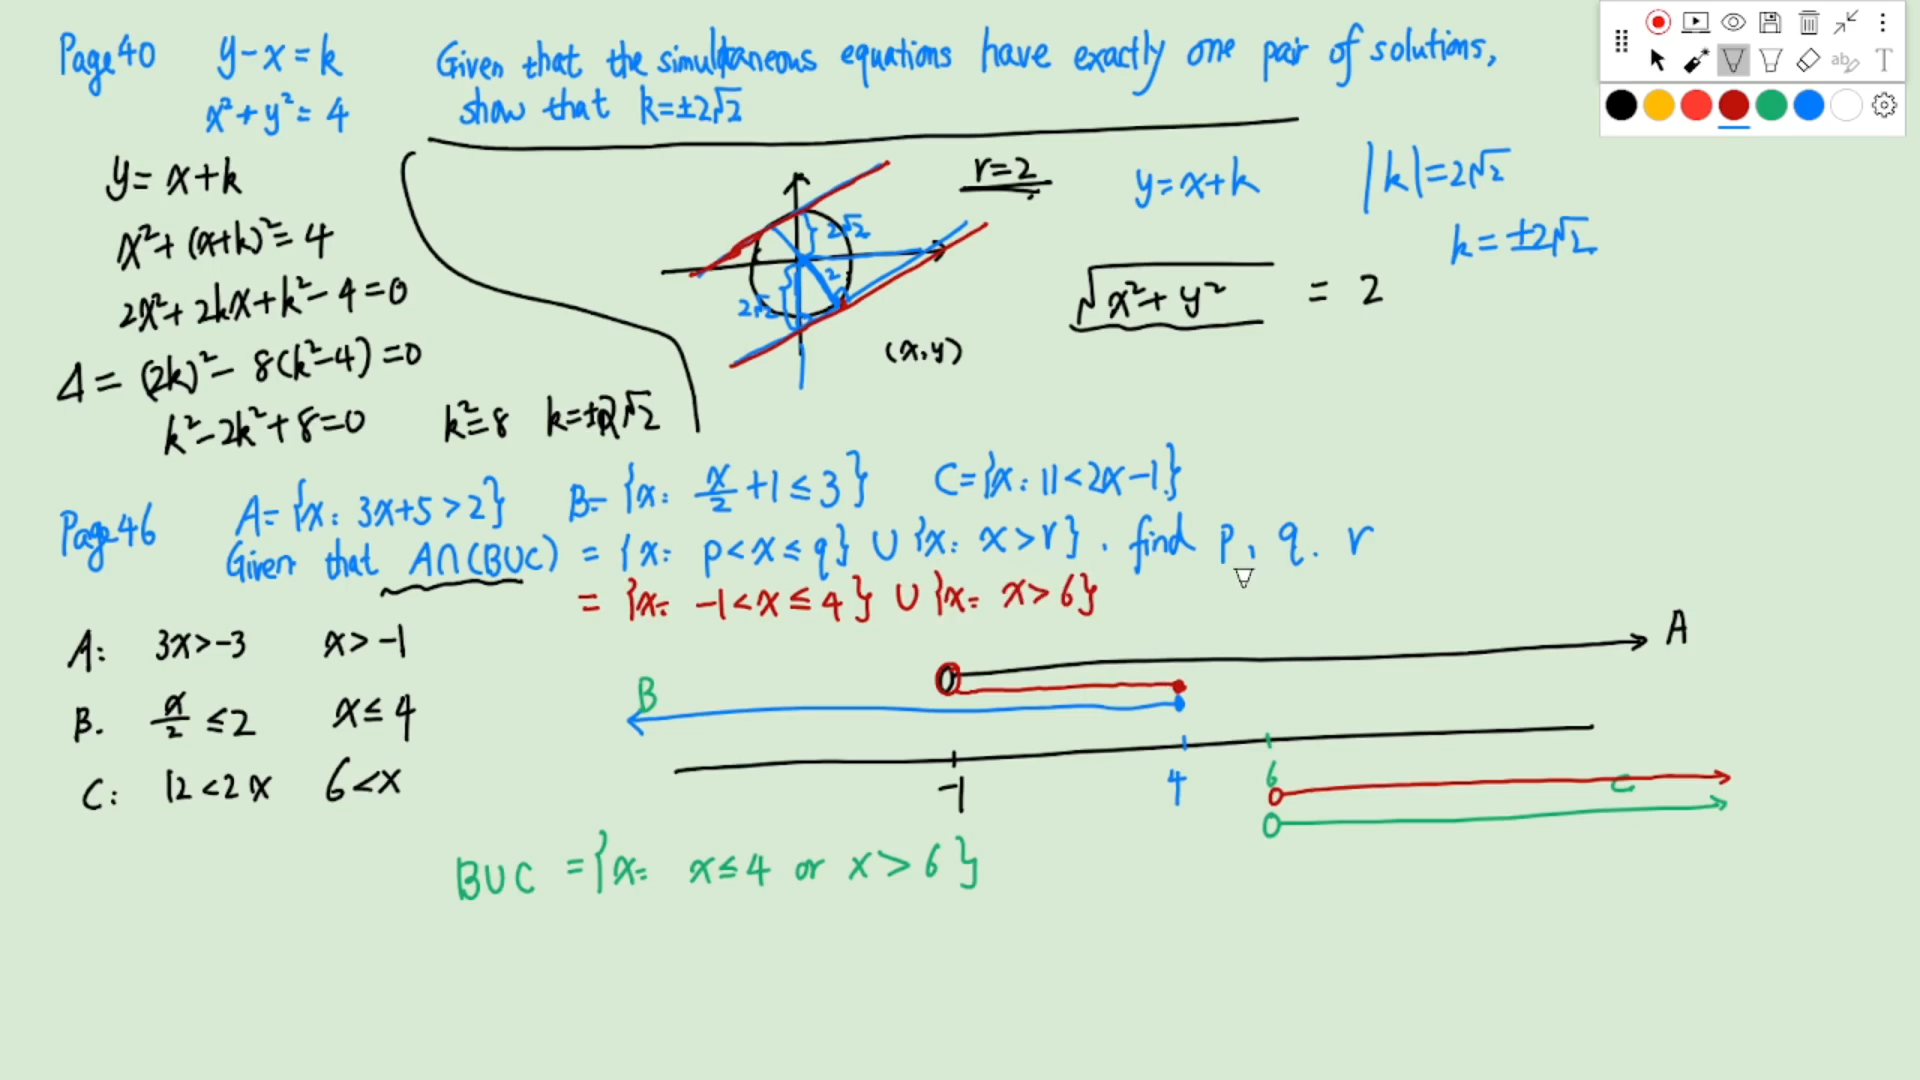 Page 40 y-x=k Given that the simultaneous equations have exactly one pair of solutions,
x²+y²=4 show that k=±2√2
y=x+k
x²+(x+k)²=4
2x²+2kx+k²-4=0
Δ=(2k)²-8(k²-4)=0
k²-2k²+8=0 k²=8 k=±2√2
r=2
2√2
2
2√2
(x,y)
y=x+k |k|=2√2
k=±2√2
√x²+y² = 2
Page 46 A={x: 3x+5>2} B={x: x/2+1≤3} C={x: 11<2x-1}
Given that A∩(B∪C) = {x: p<x≤q} ∪ {x: x>r}. find p, q. r
= {x: -1<x≤4} ∪ {x: x>6}
A: 3x>-3 x>-1
B. x/2≤2 x≤4
C: 12<2x 6<x
A
B
-1 4 6
C
B∪C = {x: x≤4 or x>6}
ab
T